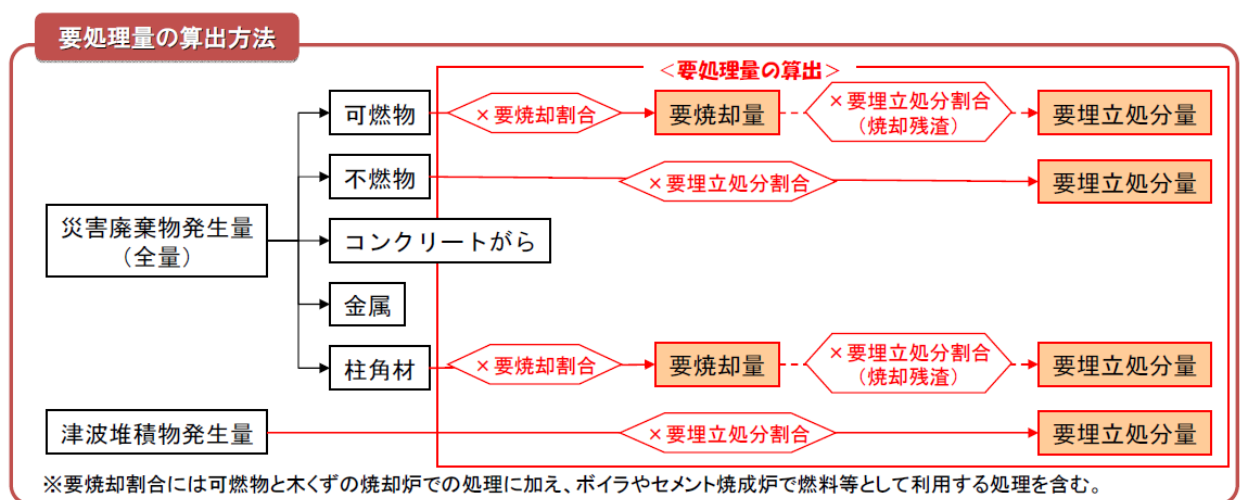 要処理量の算出方法
＜要処理量の算出＞
可燃物
×要焼却割合
要焼却量
×要埋立処分割合
（焼却残渣）
要埋立処分量
不燃物
×要埋立処分割合
要埋立処分量
災害廃棄物発生量
（全量）
コンクリートがら
金属
柱角材
×要焼却割合
要焼却量
×要埋立処分割合
（焼却残渣）
要埋立処分量
津波堆積物発生量
×要埋立処分割合
要埋立処分量
※要焼却割合には可燃物と木くずの焼却炉での処理に加え、ボイラやセメント焼成炉で燃料等として利用する処理を含む。